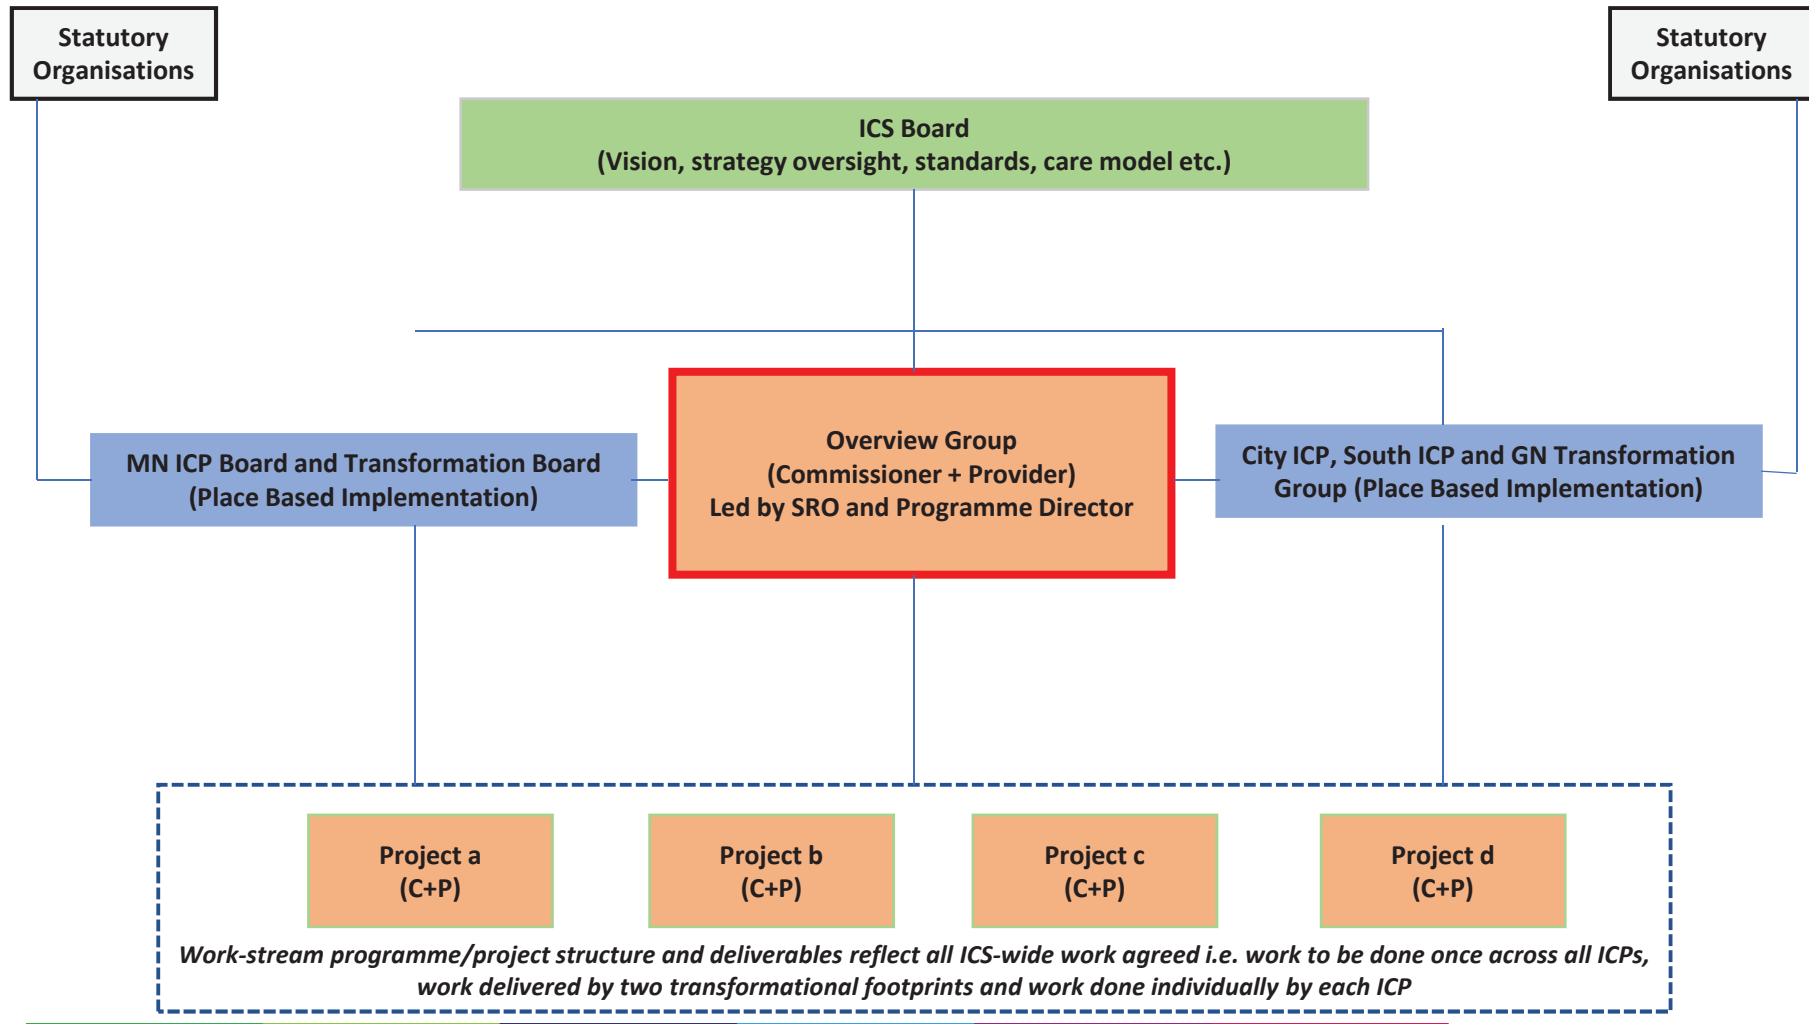 Statutory
Organisations
Statutory
Organisations
ICS Board
(Vision, strategy oversight, standards, care model etc.)
MN ICP Board and Transformation Board
(Place Based Implementation)
Overview Group
(Commissioner + Provider)
Led by SRO and Programme Director
City ICP, South ICP and GN Transformation
Group (Place Based Implementation)
Project a
(C+P)
Project b
(C+P)
Project c
(C+P)
Project d
(C+P)
Work-stream programme/project structure and deliverables reflect all ICS-wide work agreed i.e. work to be done once across all ICPs,
work delivered by two transformational footprints and work done individually by each ICP